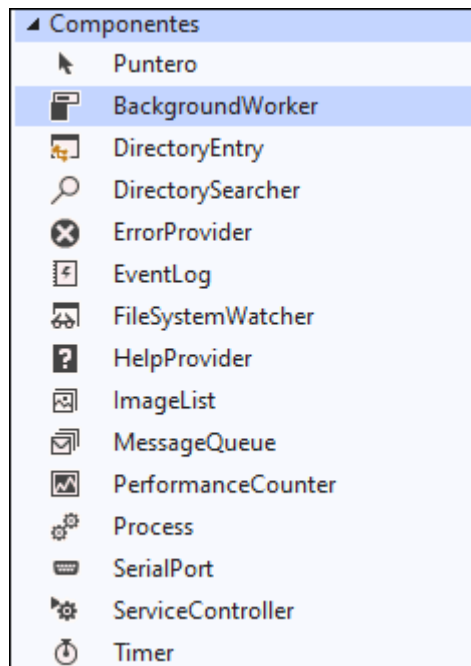 Componentes
Puntero
BackgroundWorker
DirectoryEntry
DirectorySearcher
ErrorProvider
EventLog
FileSystemWatcher
HelpProvider
ImageList
MessageQueue
PerformanceCounter
Process
SerialPort
ServiceController
Timer